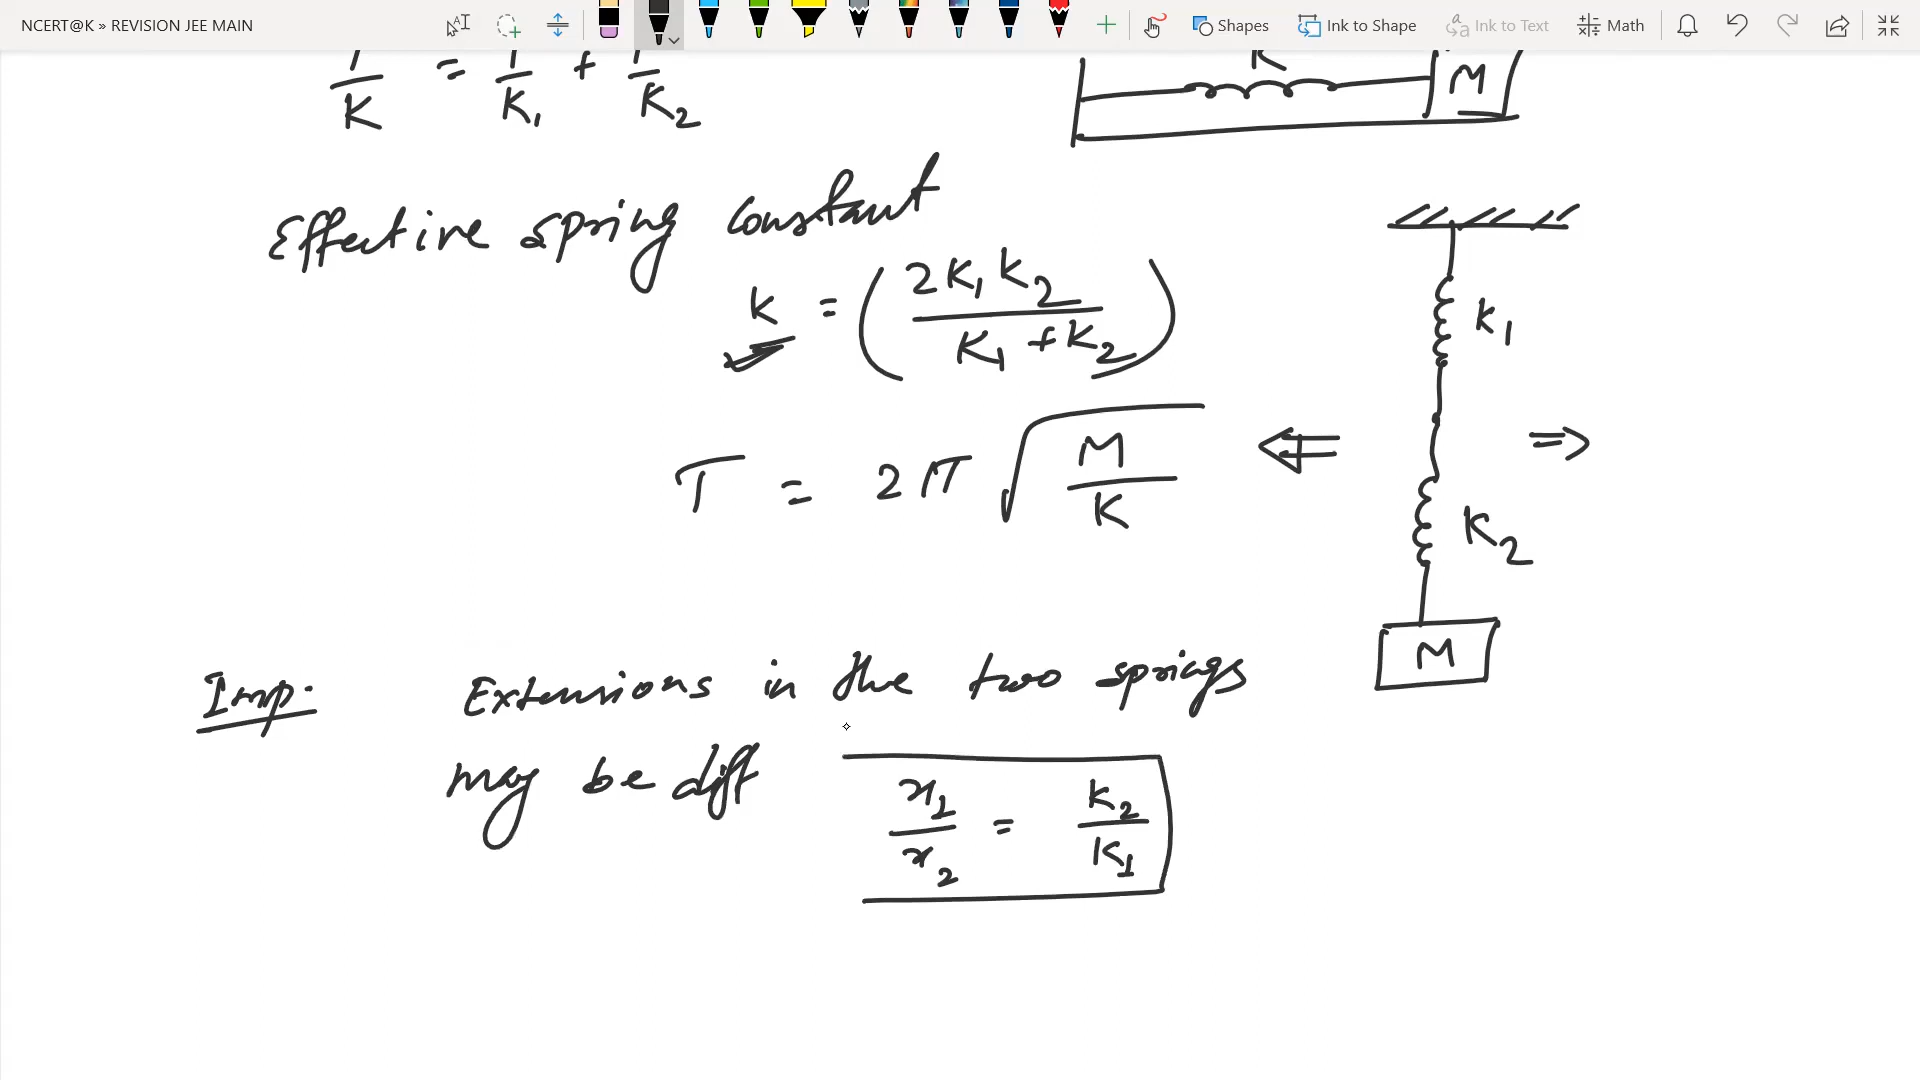 NCERT@K » REVISION JEE MAIN
Shapes
Ink to Shape
Ink to Text
Math
1/K = 1/K₁ + 1/K₂
K
M
Effective spring constant
K = (2K₁K₂ / K₁+K₂)
K₁
T = 2π √(M/K) ⇐
⇒
K₂
M
Imp. Extensions in the two springs
may be diff x₁/x₂ = K₂/K₁